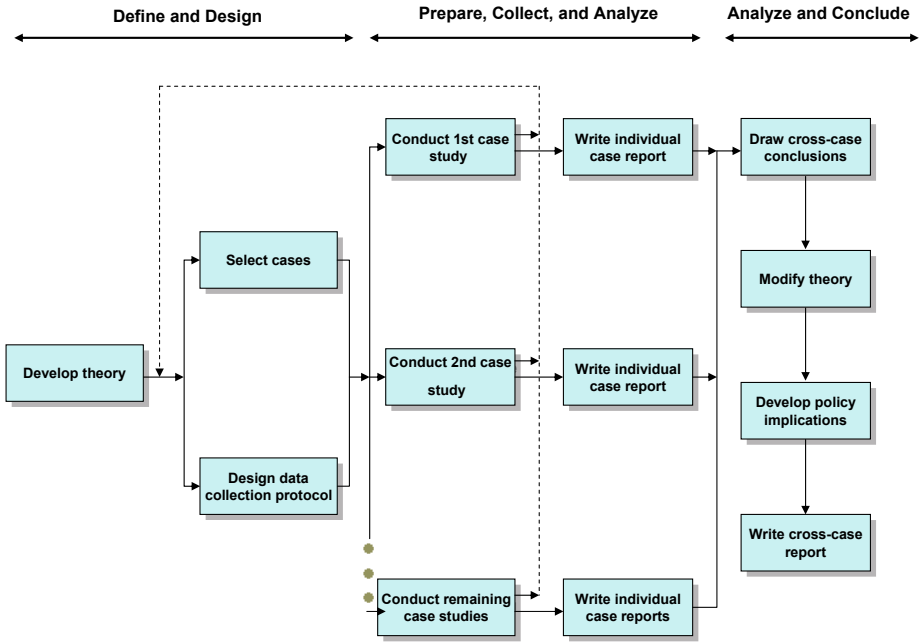 Define and Design
Prepare, Collect, and Analyze
Analyze and Conclude
Develop theory
Select cases
Design data
collection protocol
Conduct 1st case
study
Write individual
case report
Conduct 2nd case
study
Write individual
case report
Conduct remaining
case studies
Write individual
case reports
Draw cross-case
conclusions
Modify theory
Develop policy
implications
Write cross-case
report